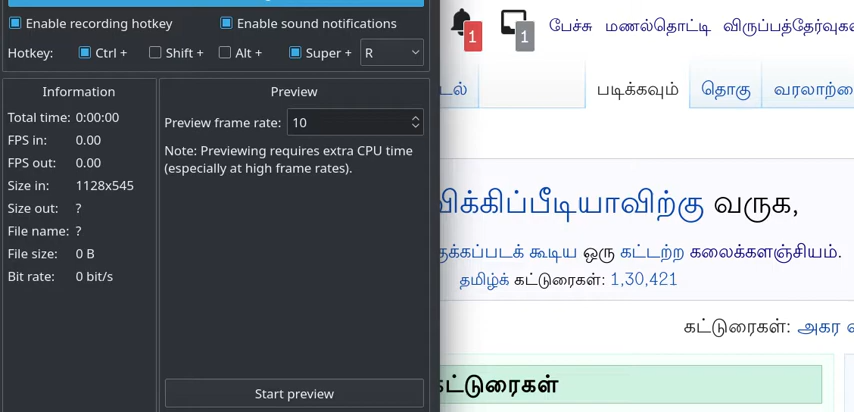 Enable recording hotkey
Enable sound notifications
Hotkey: Ctrl + Shift + Alt + Super + R
Information
Total time: 0:00:00
FPS in: 0.00
FPS out: 0.00
Size in: 1128x545
Size out: ?
File name: ?
File size: 0 B
Bit rate: 0 bit/s
Preview
Preview frame rate: 10
Note: Previewing requires extra CPU time
(especially at high frame rates).
Start preview
1 1 பேச்சு மணல்தொட்டி
படிக்கவும் தொகு
வருக,
கூடிய ஒரு கட்டற்ற கலைக்களஞ்சியம்.
தமிழ்க் கட்டுரைகள்: 1,30,421
கட்டுரைகள்: அகர